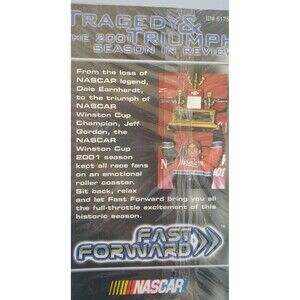 TRAGEDY &
THE 2001 TRIUMPH
SEASON IN REVIEW
From the loss of
NASCAR legend,
Dale Earnhardt,
to the triumph of
NASCAR
Winston Cup
Champion, Jeff
Gordon, the
NASCAR
Winston Cup
2001 season
kept all race fans
on an emotional
roller coaster.
Sit back, relax
and let Fast Forward bring you all
the full-throttle excitement of this
historic season.
FAST
FORWARD
NASCAR